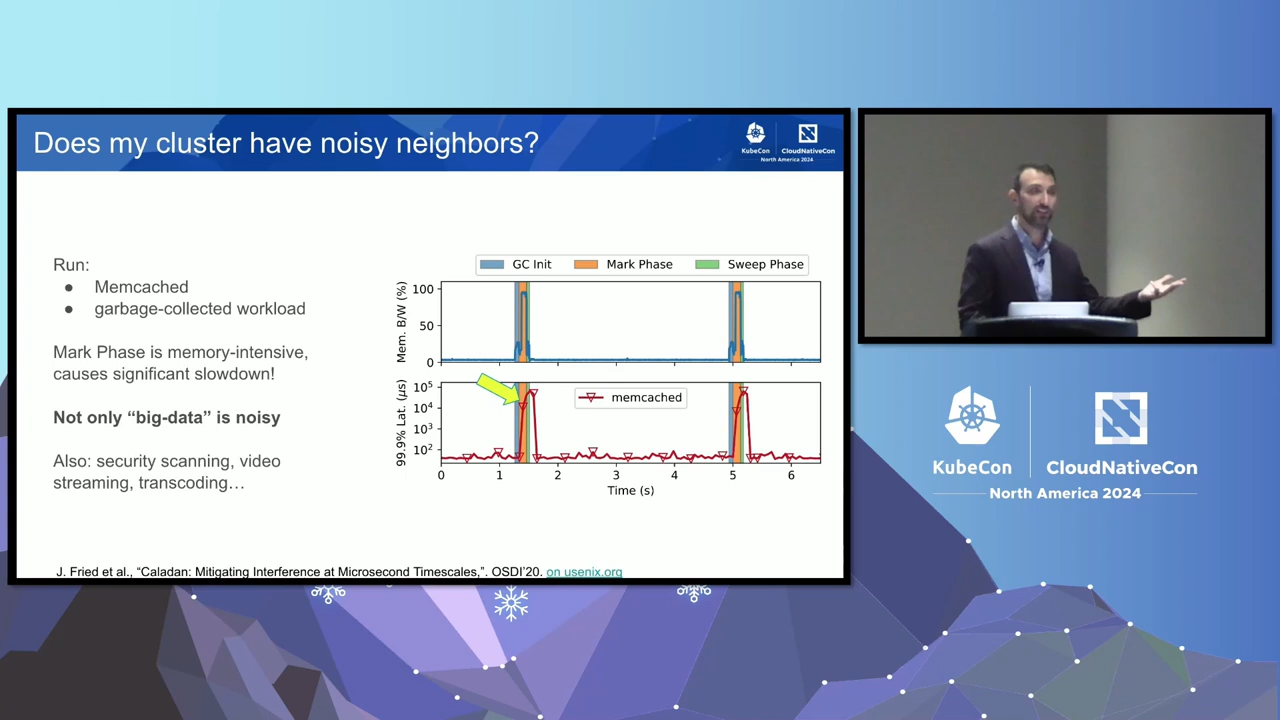 Does my cluster have noisy neighbors?
KubeCon
CloudNativeCon
North America 2024
Run:
● Memcached
● garbage-collected workload
Mark Phase is memory-intensive,
causes significant slowdown!
Not only “big-data” is noisy
Also: security scanning, video
streaming, transcoding…
GC Init Mark Phase Sweep Phase
Mem. B/W (%)
100
50
0
99.9% Lat. (μs)
10⁵
10⁴
10³
10²
memcached
0 1 2 3 4 5 6
Time (s)
J. Fried et al., “Caladan: Mitigating Interference at Microsecond Timescales,”. OSDI’20. on usenix.org
KubeCon
CloudNativeCon
North America 2024